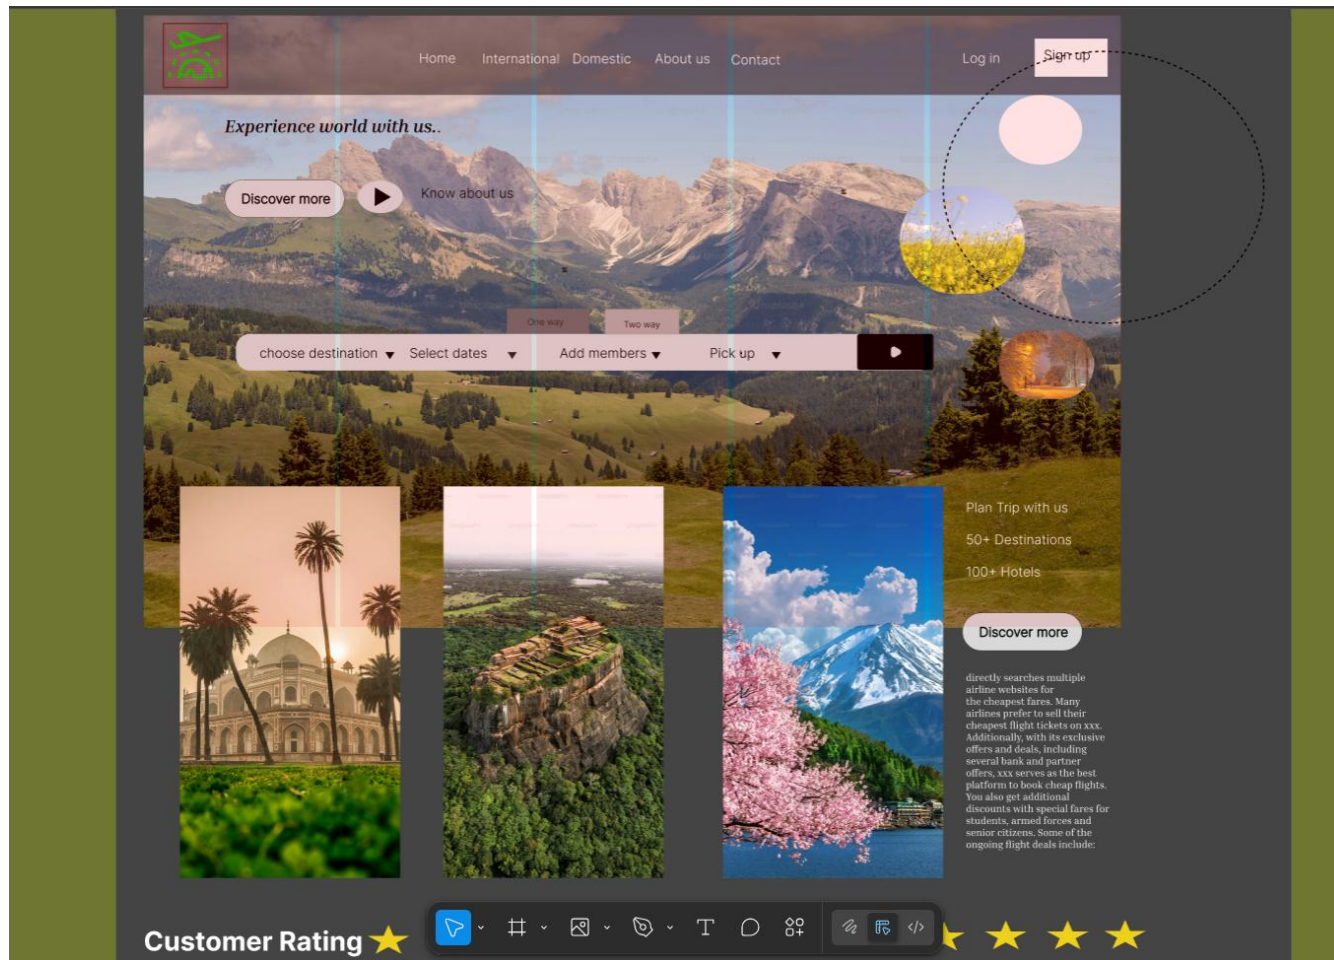 Home International Domestic About us Contact Log in Sign up
Experience world with us..
Discover more
Know about us
One way
Two way
choose destination Select dates Add members Pick up
Plan Trip with us
50+ Destinations
100+ Hotels
Discover more
directly searches multiple
airline websites for
the cheapest fares. Many
airlines prefer to sell their
cheapest flight tickets on xxx.
Additionally, with its exclusive
offers and deals, including
several bank and partner
offers, xxx serves as the best
platform to book cheap flights.
You also get additional
discounts with special fares for
students, armed forces and
senior citizens. Some of the
ongoing flight deals include:
Customer Rating